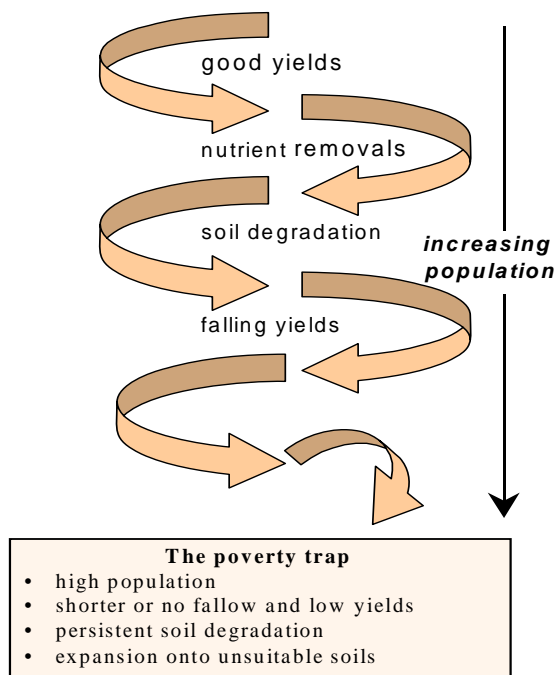 good yields
nutrient removals
soil degradation
increasing
population
falling yields
The poverty trap
• high population
• shorter or no fallow and low yields
• persistent soil degradation
• expansion onto unsuitable soils